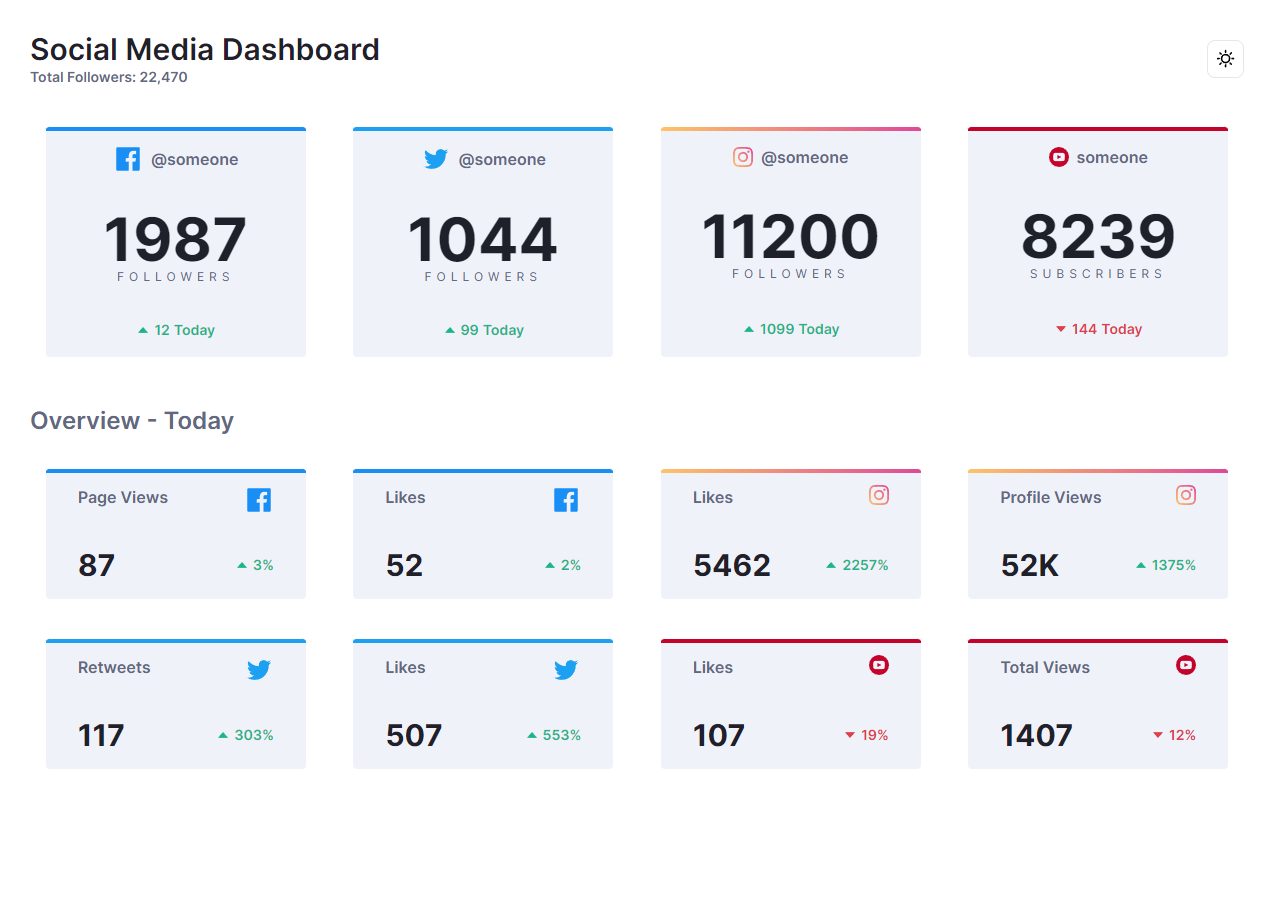 Social Media Dashboard
Total Followers: 22,470
@someone
1987
FOLLOWERS
12 Today
@someone
1044
FOLLOWERS
99 Today
@someone
11200
FOLLOWERS
1099 Today
someone
8239
SUBSCRIBERS
144 Today
Overview - Today
Page Views
87
3%
Likes
52
2%
Likes
5462
2257%
Profile Views
52K
1375%
Retweets
117
303%
Likes
507
553%
Likes
107
19%
Total Views
1407
12%